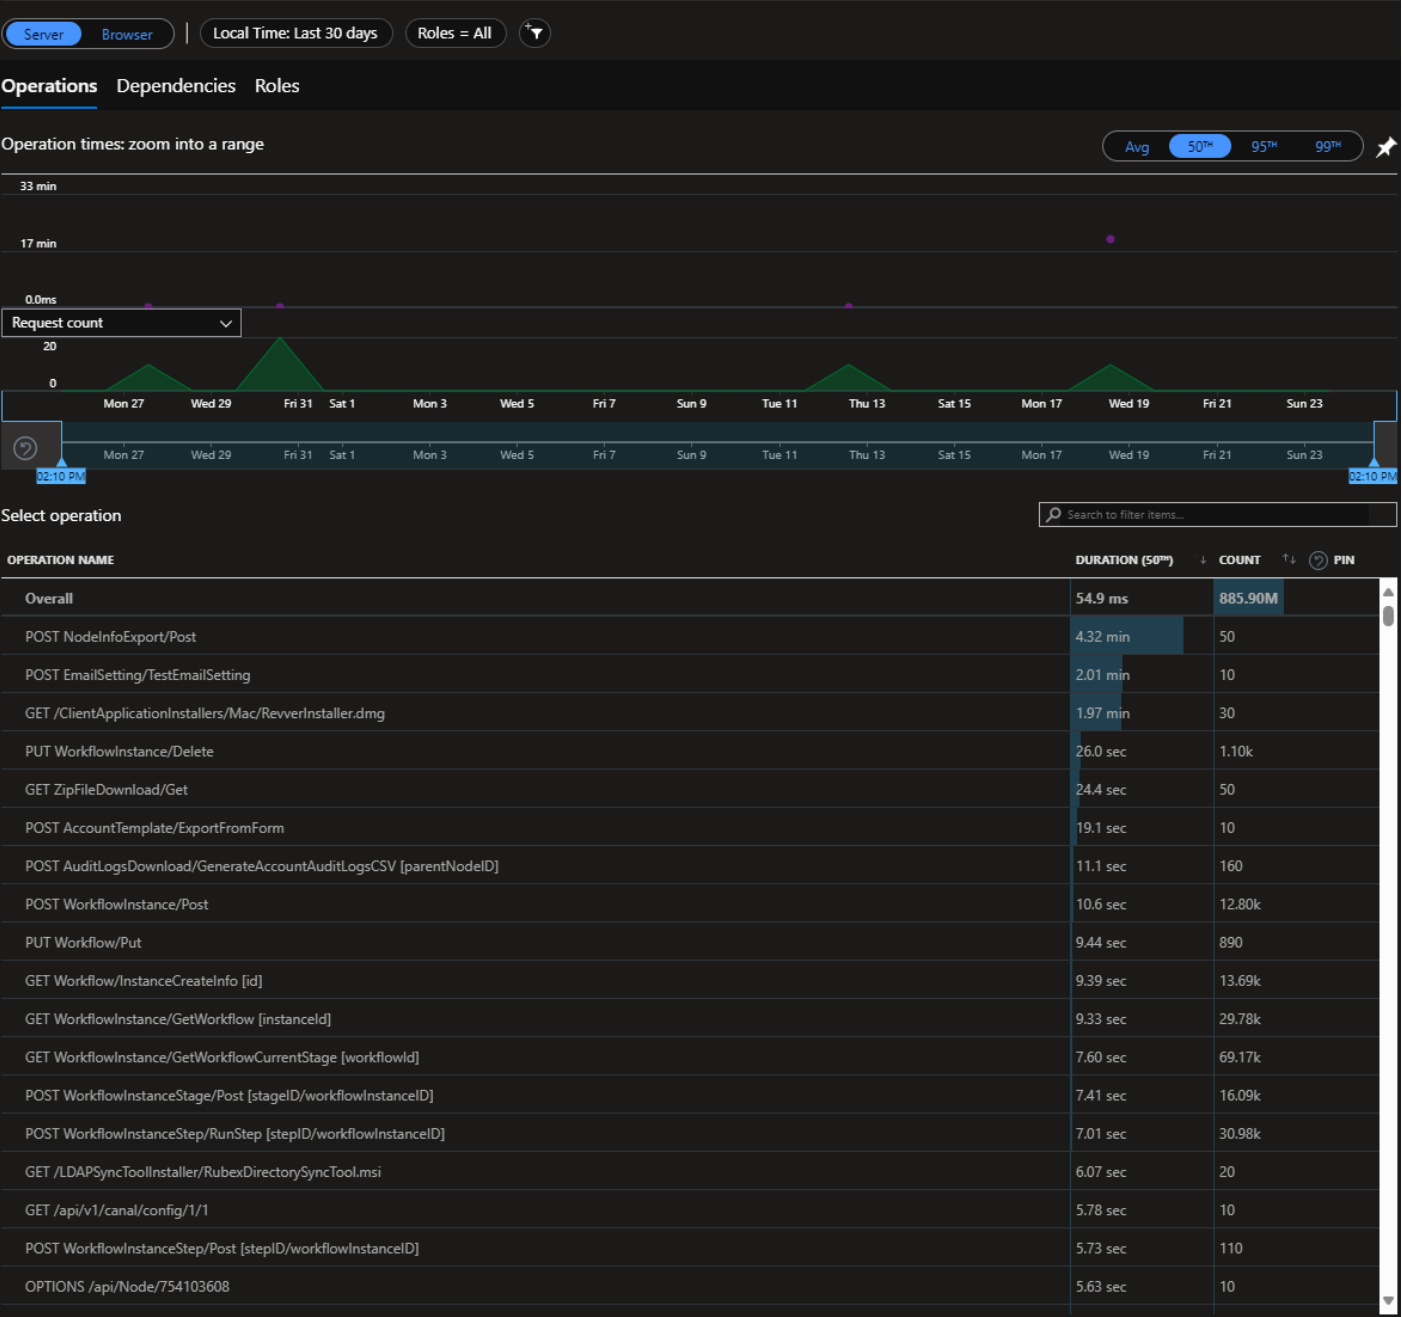 Server Browser Local Time: Last 30 days Roles = All
Operations Dependencies Roles
Operation times: zoom into a range
Avg 50TH 95TH 99TH
33 min
17 min
0.0ms
Request count
20
0
Mon 27 Wed 29 Fri 31 Sat 1 Mon 3 Wed 5 Fri 7 Sun 9 Tue 11 Thu 13 Sat 15 Mon 17 Wed 19 Fri 21 Sun 23
Mon 27 Wed 29 Fri 31 Sat 1 Mon 3 Wed 5 Fri 7 Sun 9 Tue 11 Thu 13 Sat 15 Mon 17 Wed 19 Fri 21 Sun 23
02:10 PM 02:10 PM
Select operation
Search to filter items...
OPERATION NAME DURATION (50TH) COUNT PIN
Overall 54.9 ms 885.90M
POST NodeInfoExport/Post 4.32 min 50
POST EmailSetting/TestEmailSetting 2.01 min 10
GET /ClientApplicationInstallers/Mac/RevverInstaller.dmg 1.97 min 30
PUT WorkflowInstance/Delete 26.0 sec 1.10k
GET ZipFileDownload/Get 24.4 sec 50
POST AccountTemplate/ExportFromForm 19.1 sec 10
POST AuditLogsDownload/GenerateAccountAuditLogsCSV [parentNodeID] 11.1 sec 160
POST WorkflowInstance/Post 10.6 sec 12.80k
PUT Workflow/Put 9.44 sec 890
GET Workflow/InstanceCreateInfo [id] 9.39 sec 13.69k
GET WorkflowInstance/GetWorkflow [instanceId] 9.33 sec 29.78k
GET WorkflowInstance/GetWorkflowCurrentStage [workflowId] 7.60 sec 69.17k
POST WorkflowInstanceStage/Post [stageID/workflowInstanceID] 7.41 sec 16.09k
POST WorkflowInstanceStep/RunStep [stepID/workflowInstanceID] 7.01 sec 30.98k
GET /LDAPSyncToolInstaller/RubexDirectorySyncTool.msi 6.07 sec 20
GET /api/v1/canal/config/1/1 5.78 sec 10
POST WorkflowInstanceStep/Post [stepID/workflowInstanceID] 5.73 sec 110
OPTIONS /api/Node/754103608 5.63 sec 10